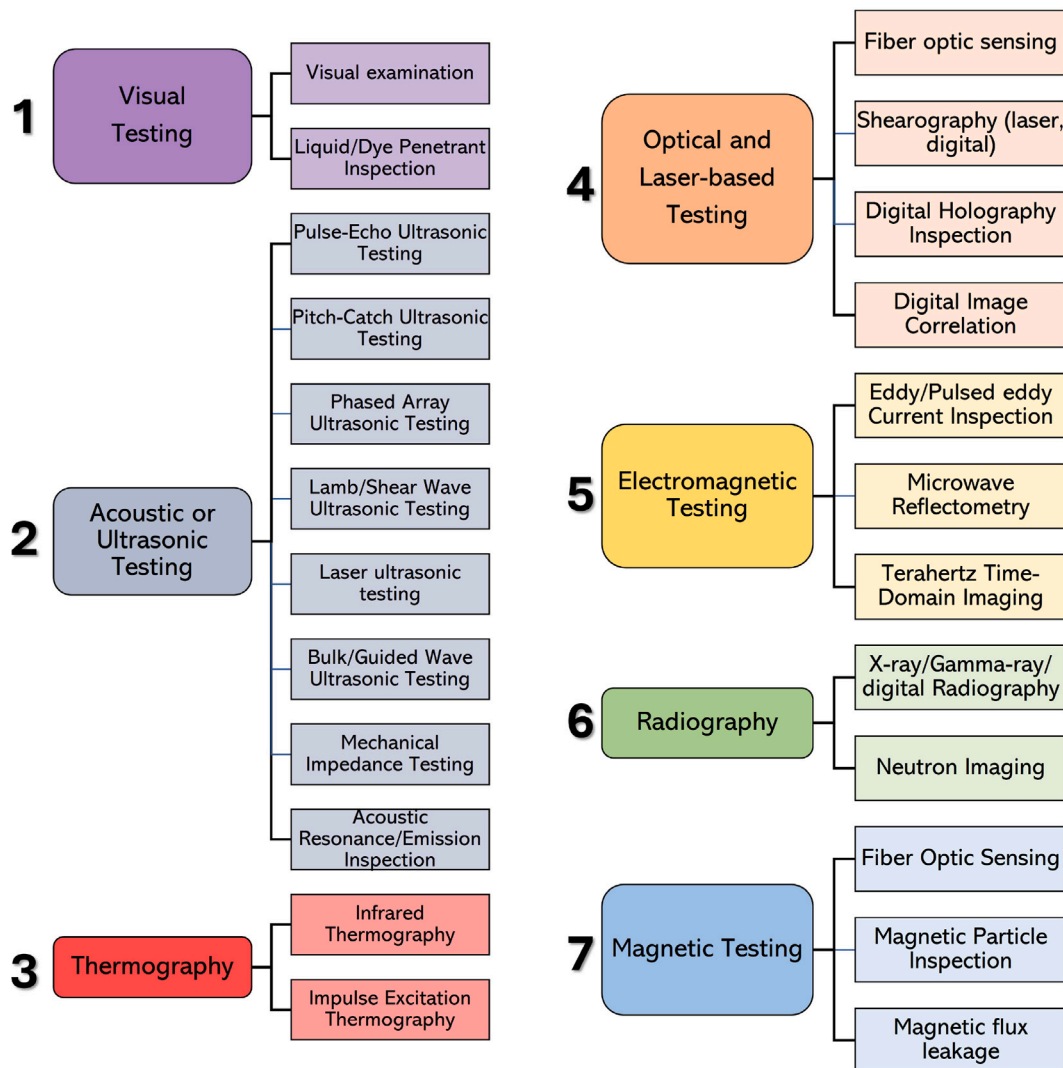 1
Visual
Testing
Visual examination
Liquid/Dye Penetrant
Inspection
2
Acoustic or
Ultrasonic
Testing
Pulse-Echo Ultrasonic
Testing
Pitch-Catch Ultrasonic
Testing
Phased Array
Ultrasonic Testing
Lamb/Shear Wave
Ultrasonic Testing
Laser ultrasonic
testing
Bulk/Guided Wave
Ultrasonic Testing
Mechanical
Impedance Testing
Acoustic
Resonance/Emission
Inspection
3
Thermography
Infrared
Thermography
Impulse Excitation
Thermography
4
Optical and
Laser-based
Testing
Fiber optic sensing
Shearography (laser,
digital)
Digital Holography
Inspection
Digital Image
Correlation
5
Electromagnetic
Testing
Eddy/Pulsed eddy
Current Inspection
Microwave
Reflectometry
Terahertz Time-
Domain Imaging
6
Radiography
X-ray/Gamma-ray/
digital Radiography
Neutron Imaging
7
Magnetic Testing
Fiber Optic Sensing
Magnetic Particle
Inspection
Magnetic flux
leakage